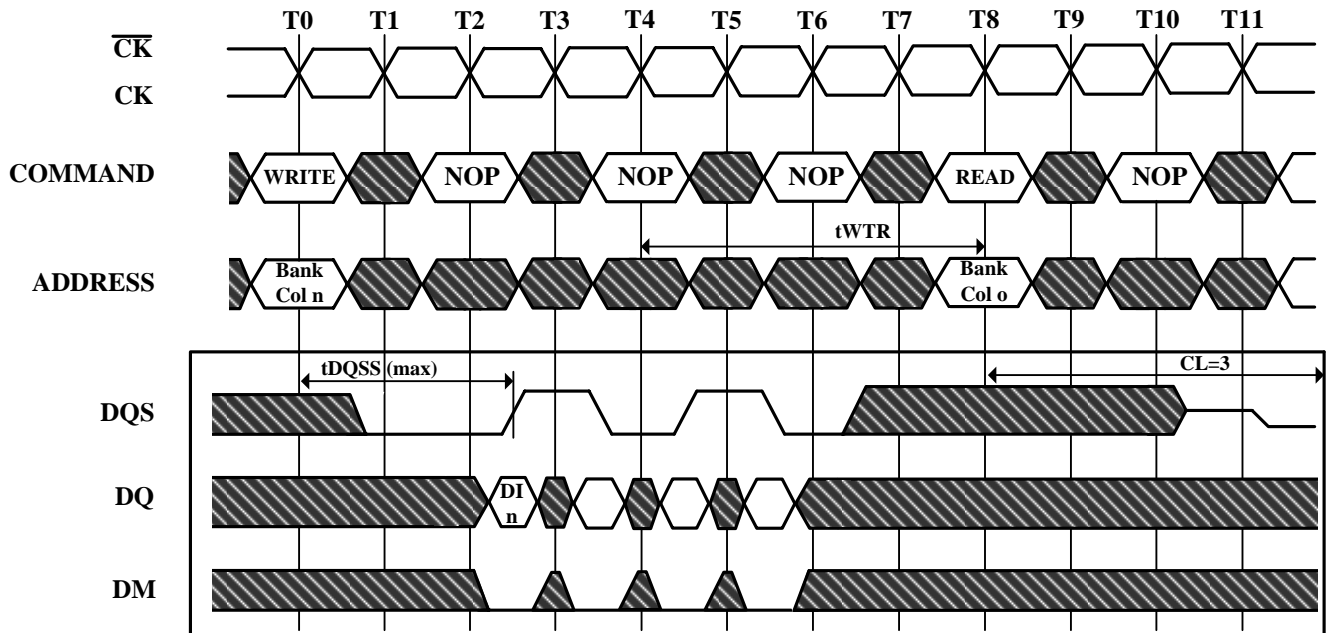 T0 T1 T2 T3 T4 T5 T6 T7 T8 T9 T10 T11
CK
CK
COMMAND WRITE NOP NOP NOP READ NOP
tWTR
ADDRESS Bank Col n Bank Col o
tDQSS (max) CL=3
DQS
DQ DI n
DM